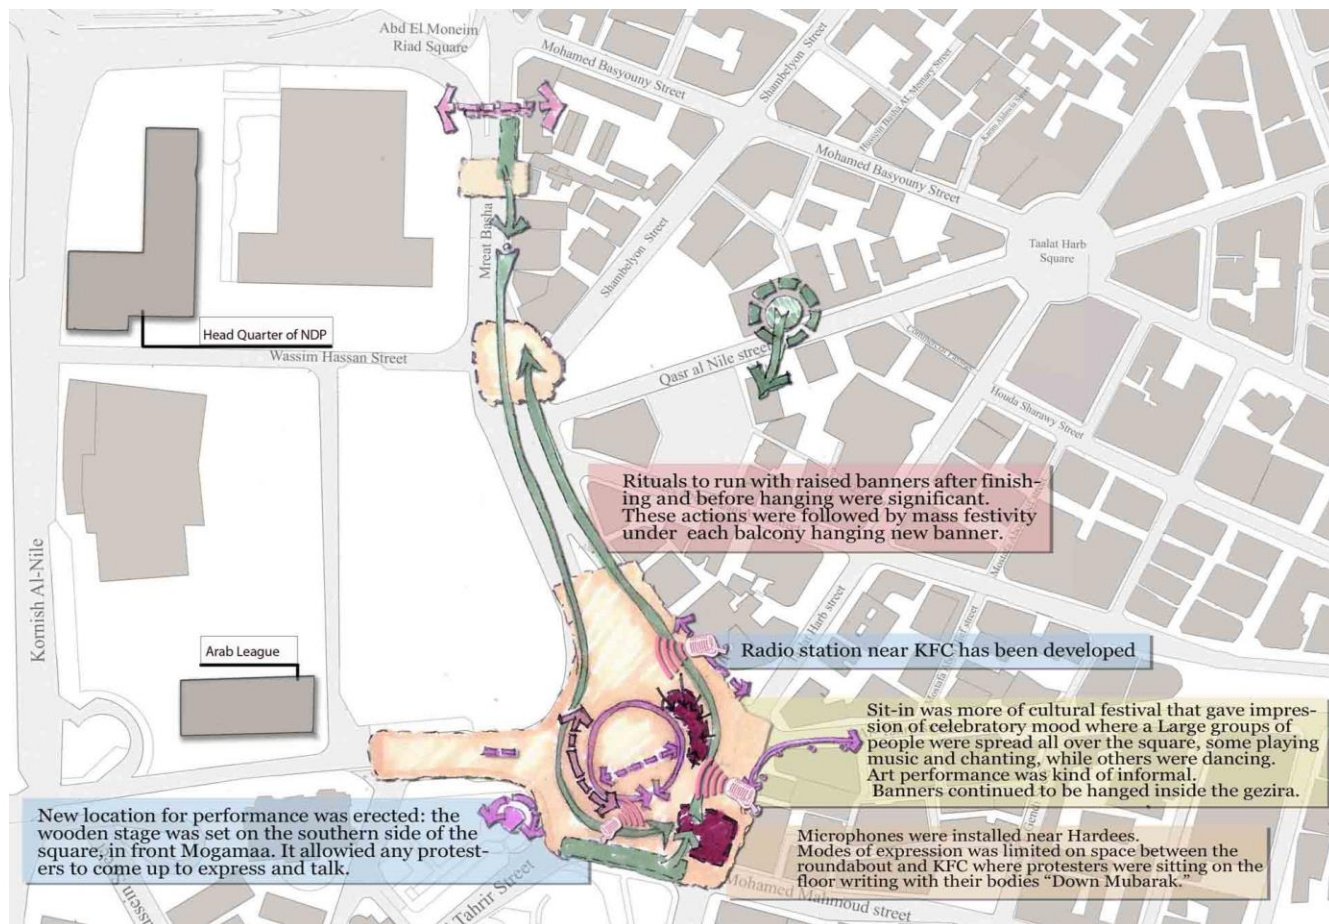 Abd El Moneim
Riad Square
Mohamed Basyouny Street
Shambelyon Street
Hussein Basha AL Memary Street
Mohamed Basyouny Street
Mreat Basha
Shambelyon Street
Taalat Harb
Square
Head Quarter of NDP
Wassim Hassan Street
Qasr al Nile street
Houda Sharawy Street
Rituals to run with raised banners after finish-
ing and before hanging were significant.
These actions were followed by mass festivity
under each balcony hanging new banner.
Kornish Al-Nile
Arab League
Harb street
Radio station near KFC has been developed
Sit-in was more of cultural festival that gave impres-
sion of celebratory mood where a Large groups of
people were spread all over the square, some playing
music and chanting, while others were dancing.
Art performance was kind of informal.
Banners continued to be hanged inside the gezira.
New location for performance was erected: the
wooden stage was set on the southern side of the
square, in front Mogamaa. It allowied any protest-
ers to come up to express and talk.
Microphones were installed near Hardees.
Modes of expression was limited on space between the
roundabout and KFC where protesters were sitting on the
floor writing with their bodies “Down Mubarak.”
Tahrir Street
Mohamed Mahmoud street